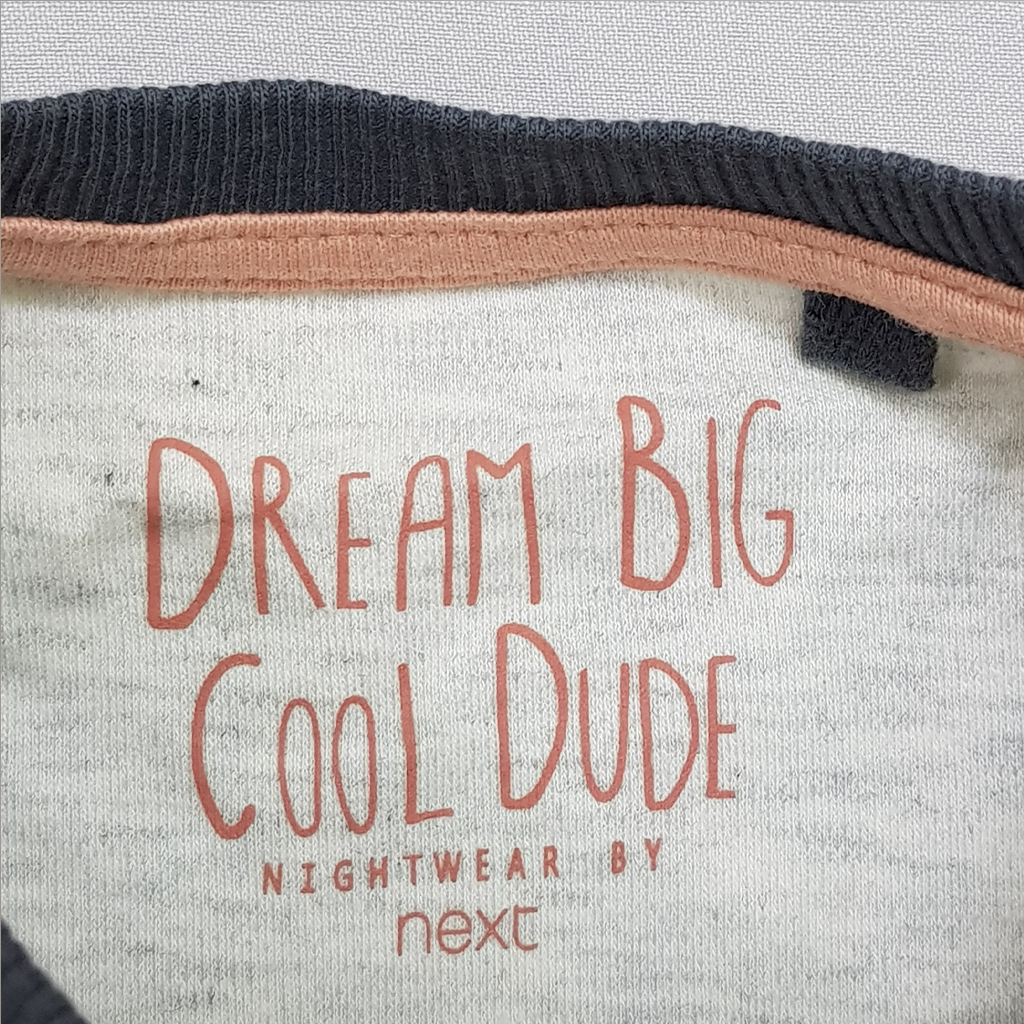 DREAM BIG
COOL DUDE
NIGHTWEAR BY
next